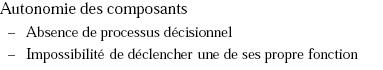 Autonomie des composants
– Absence de processus décisionnel
– Impossibilité de déclencher une de ses propre fonction